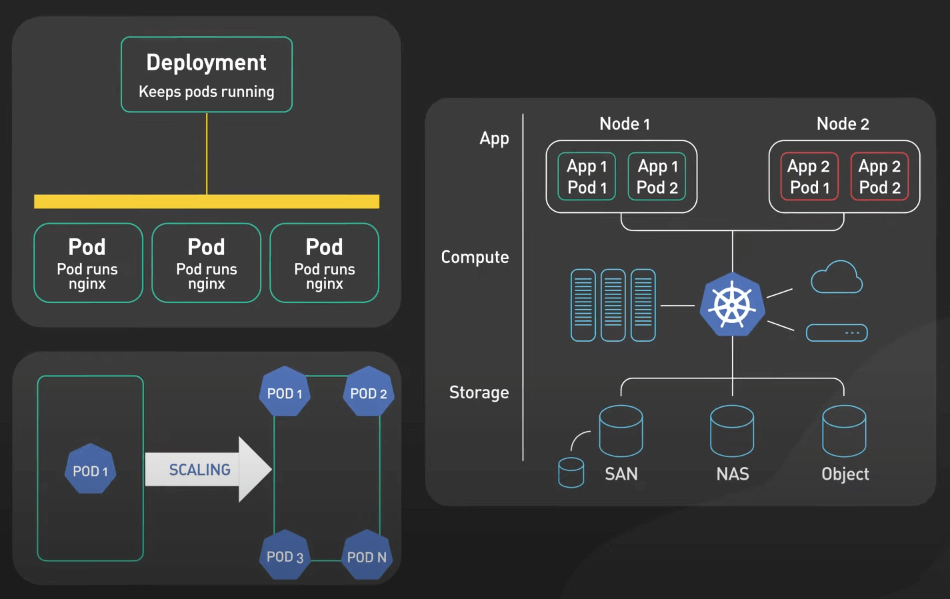 Deployment
Keeps pods running
Pod
Pod runs
nginx
Pod
Pod runs
nginx
Pod
Pod runs
nginx
POD 1
SCALING
POD 1
POD 2
POD 3
POD N
App
Node 1
App 1
Pod 1
App 1
Pod 2
Node 2
App 2
Pod 1
App 2
Pod 2
Compute
Storage
SAN
NAS
Object